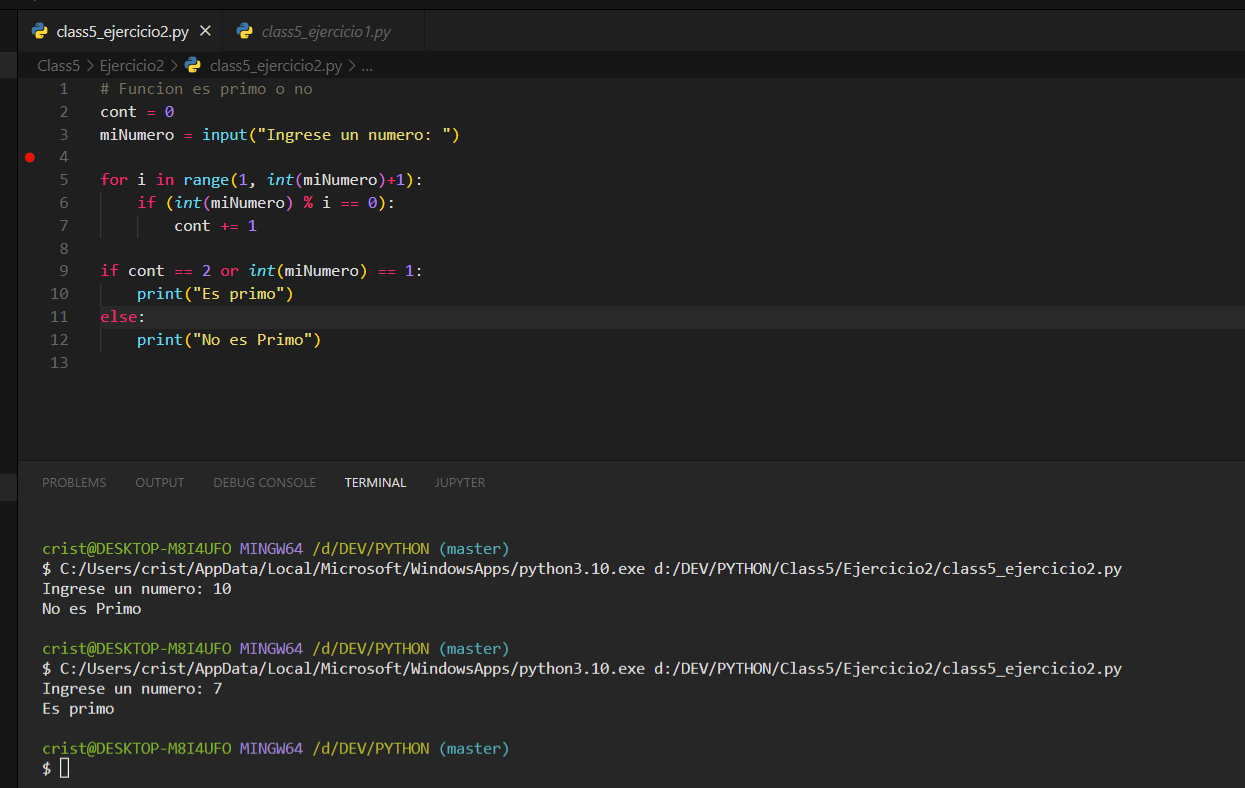 class5_ejercicio2.py
class5_ejercicio1.py
Class5 > Ejercicio2 > class5_ejercicio2.py > ...
1 # Funcion es primo o no
2 cont = 0
3 miNumero = input("Ingrese un numero: ")
4
5 for i in range(1, int(miNumero)+1):
6     if (int(miNumero) % i == 0):
7         cont += 1
8
9 if cont == 2 or int(miNumero) == 1:
10     print("Es primo")
11 else:
12     print("No es Primo")
13
PROBLEMS OUTPUT DEBUG CONSOLE TERMINAL JUPYTER
crist@DESKTOP-M8I4UFO MINGW64 /d/DEV/PYTHON (master)
$ C:/Users/crist/AppData/Local/Microsoft/WindowsApps/python3.10.exe d:/DEV/PYTHON/Class5/Ejercicio2/class5_ejercicio2.py
Ingrese un numero: 10
No es Primo
crist@DESKTOP-M8I4UFO MINGW64 /d/DEV/PYTHON (master)
$ C:/Users/crist/AppData/Local/Microsoft/WindowsApps/python3.10.exe d:/DEV/PYTHON/Class5/Ejercicio2/class5_ejercicio2.py
Ingrese un numero: 7
Es primo
crist@DESKTOP-M8I4UFO MINGW64 /d/DEV/PYTHON (master)
$